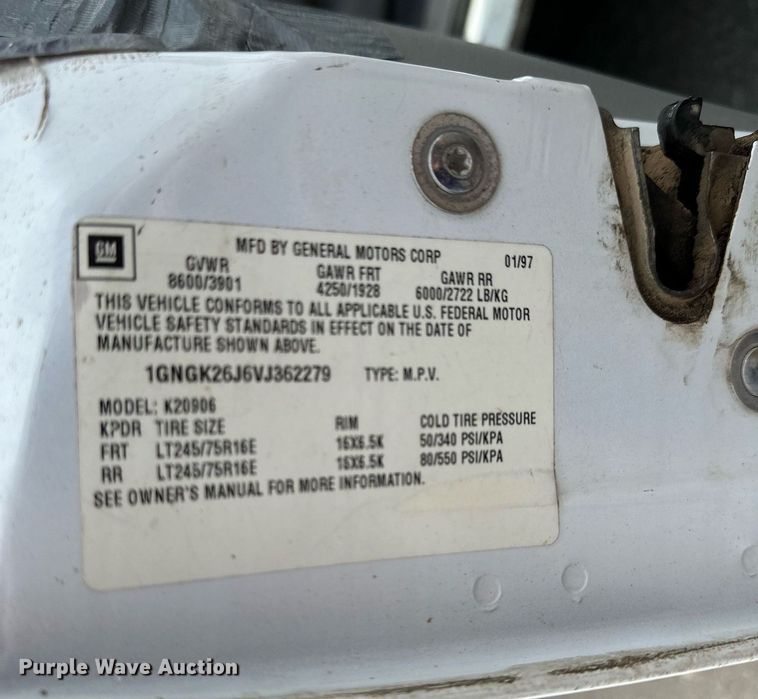 GM
MFD BY GENERAL MOTORS CORP 01/97
GVWR GAWR FRT GAWR RR
8600/3901 4250/1928 6000/2722 LB/KG
THIS VEHICLE CONFORMS TO ALL APPLICABLE U.S. FEDERAL MOTOR
VEHICLE SAFETY STANDARDS IN EFFECT ON THE DATE OF
MANUFACTURE SHOWN ABOVE.
1GNGK26J6VJ362279 TYPE: M.P.V.
MODEL: K20906
KPDR TIRE SIZE RIM COLD TIRE PRESSURE
FRT LT245/75R16E 16X6.5K 50/340 PSI/KPA
RR LT245/75R16E 16X6.5K 80/550 PSI/KPA
SEE OWNER'S MANUAL FOR MORE INFORMATION.
Purple Wave Auction